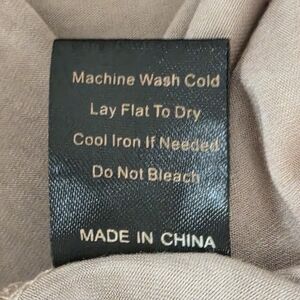 Machine Wash Cold
Lay Flat To Dry
Cool Iron If Needed
Do Not Bleach
MADE IN CHINA